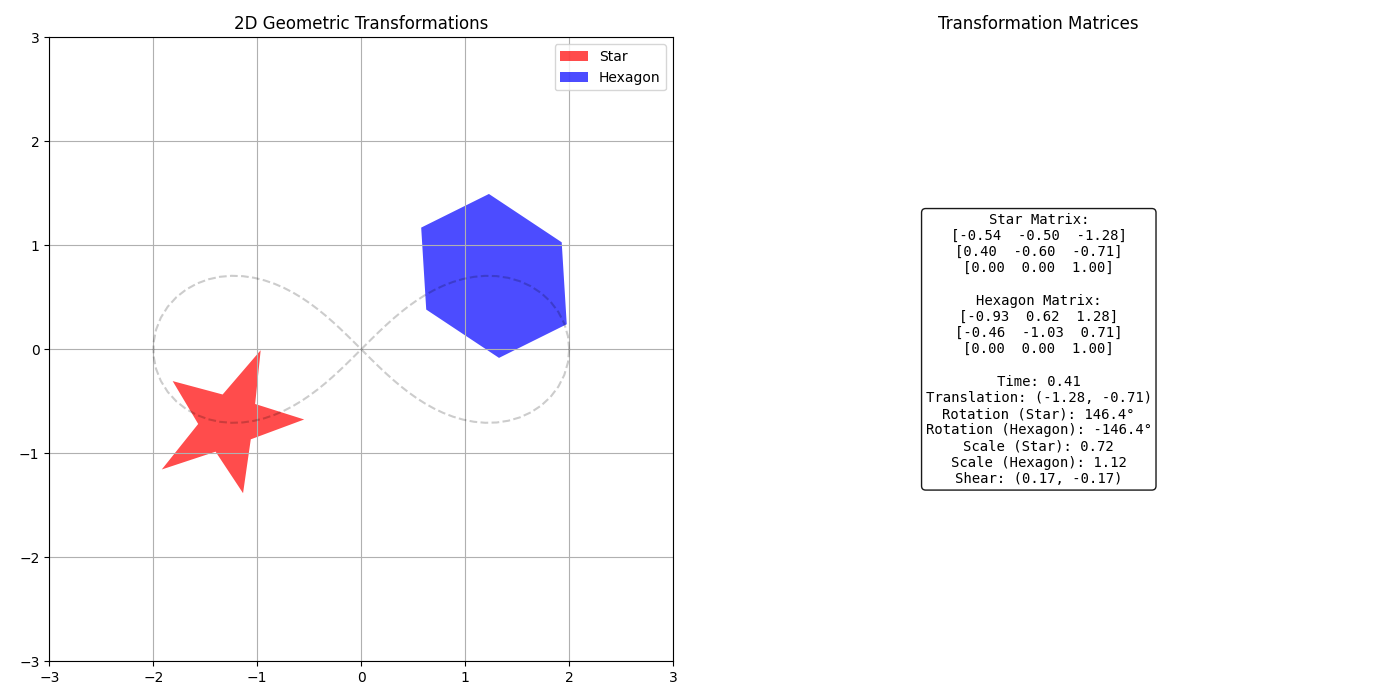 2D Geometric Transformations
3
2
1
0
−1
−2
−3
−3
−2
−1
0
1
2
3
Star
Hexagon
Transformation Matrices
Star Matrix:
[-0.54  -0.50  -1.28]
[0.40  -0.60  -0.71]
[0.00  0.00  1.00]
Hexagon Matrix:
[-0.93  0.62  1.28]
[-0.46  -1.03  0.71]
[0.00  0.00  1.00]
Time: 0.41
Translation: (-1.28, -0.71)
Rotation (Star): 146.4°
Rotation (Hexagon): -146.4°
Scale (Star): 0.72
Scale (Hexagon): 1.12
Shear: (0.17, -0.17)